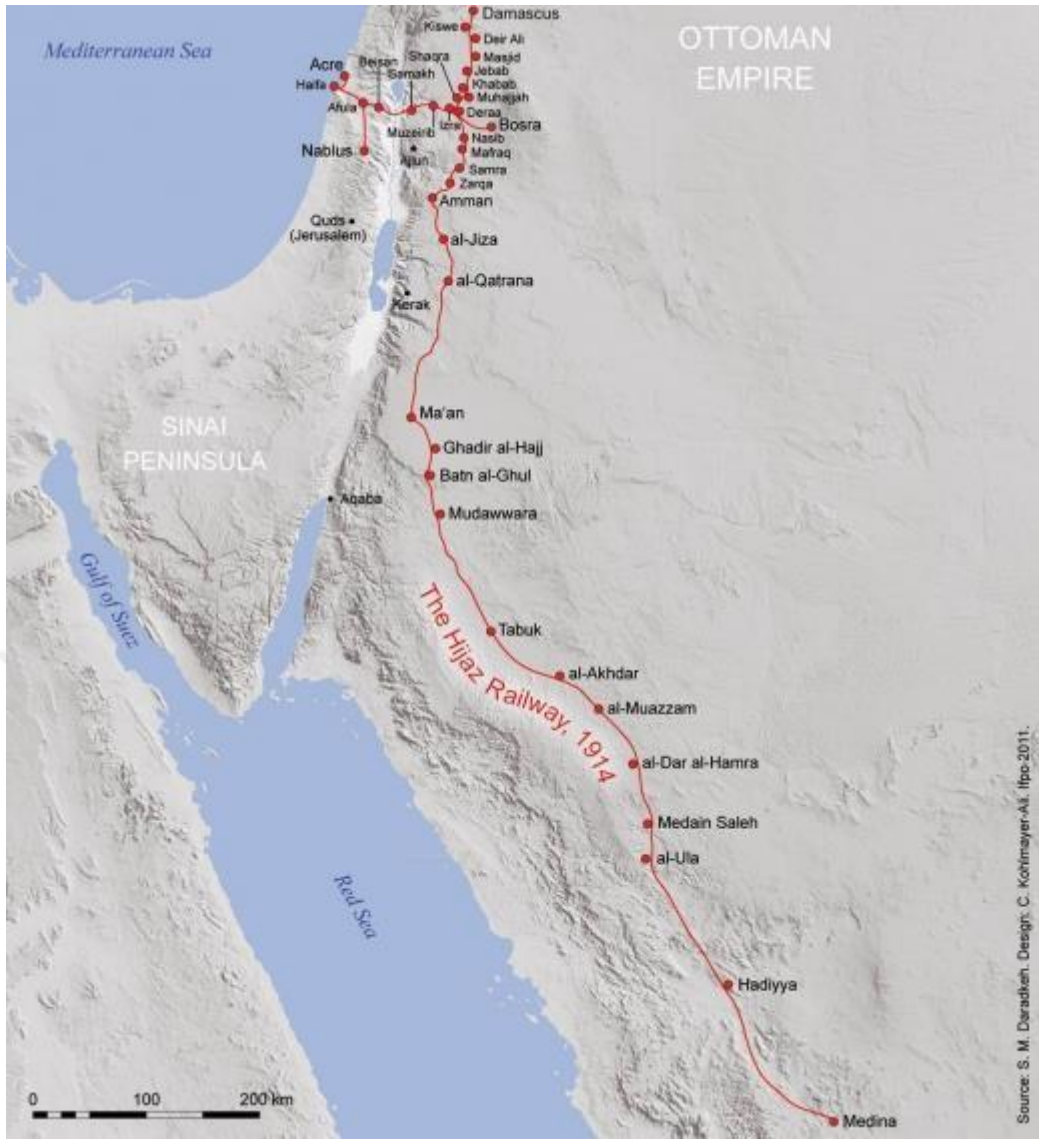 Damascus
Kiswe
Deir Ali
OTTOMAN
EMPIRE
Mediterranean Sea
Shaqra
Masjid
Beisan
Acre
Samakh
Jebab
Khabab
Haifa
Muhajjah
Afula
Deraa
Izra
Bosra
Muzeirib
Nasib
Nablus
Ajlun
Mafraq
Samra
Zarqa
Amman
Quds
(Jerusalem)
al-Jiza
al-Qatrana
Kerak
Ma'an
SINAI
PENINSULA
Ghadir al-Hajj
Batn al-Ghul
Aqaba
Mudawwara
Gulf of Suez
The Hijaz Railway, 1914
Tabuk
al-Akhdar
al-Muazzam
al-Dar al-Hamra
Medain Saleh
al-Ula
Red Sea
Hadiyya
Medina
0 100 200 km
Source: S. M. Daradkeh. Design: C. Kohlmayer-Ali. Ifpo-2011.